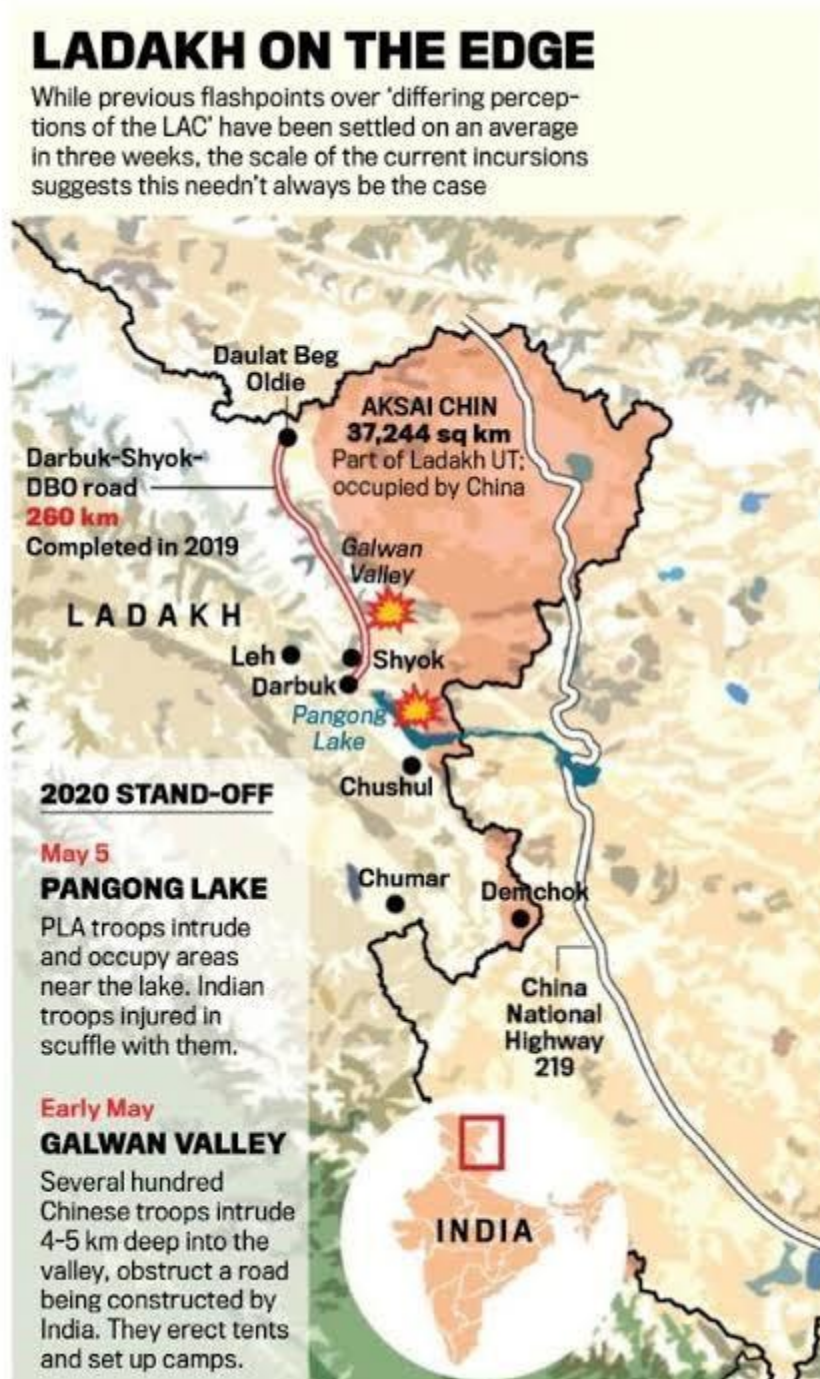 LADAKH ON THE EDGE
While previous flashpoints over 'differing percep-
tions of the LAC' have been settled on an average
in three weeks, the scale of the current incursions
suggests this needn't always be the case
Daulat Beg
Oldie
AKSAI CHIN
37,244 sq km
Part of Ladakh UT;
occupied by China
Darbuk-Shyok-
DBO road
260 km
Completed in 2019
Galwan
Valley
LADAKH
Leh
Shyok
Darbuk
Pangong
Lake
Chushul
2020 STAND-OFF
May 5
PANGONG LAKE
PLA troops intrude
and occupy areas
near the lake. Indian
troops injured in
scuffle with them.
Chumar
Demchok
China
National
Highway
219
Early May
GALWAN VALLEY
Several hundred
Chinese troops intrude
4-5 km deep into the
valley, obstruct a road
being constructed by
India. They erect tents
and set up camps.
INDIA